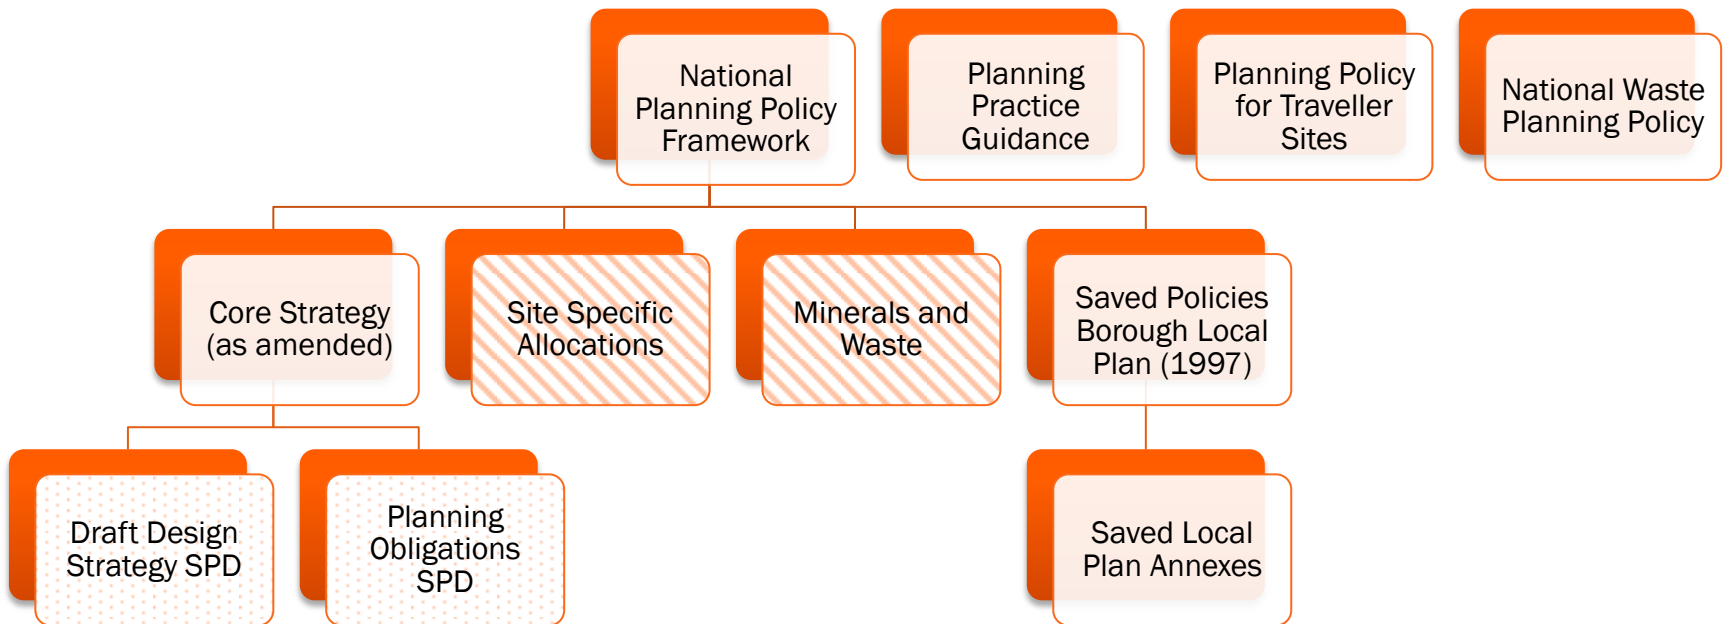 National
Planning Policy
Framework
Planning
Practice
Guidance
Planning Policy
for Traveller
Sites
National Waste
Planning Policy
Core Strategy
(as amended)
Site Specific
Allocations
Minerals and
Waste
Saved Policies
Borough Local
Plan (1997)
Draft Design
Strategy SPD
Planning
Obligations
SPD
Saved Local
Plan Annexes